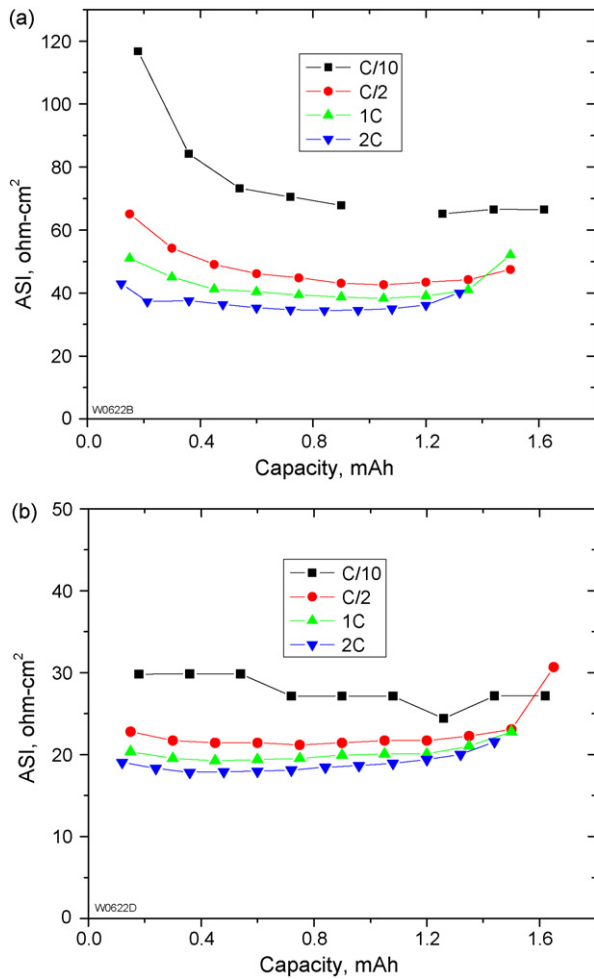 (a)
120
100
80
60
40
20
0
ASI, ohm-cm²
C/10
C/2
1C
2C
W0622B
0.0 0.4 0.8 1.2 1.6
Capacity, mAh
(b)
50
40
30
20
10
0
ASI, ohm-cm²
C/10
C/2
1C
2C
W0622D
0.0 0.4 0.8 1.2 1.6
Capacity, mAh